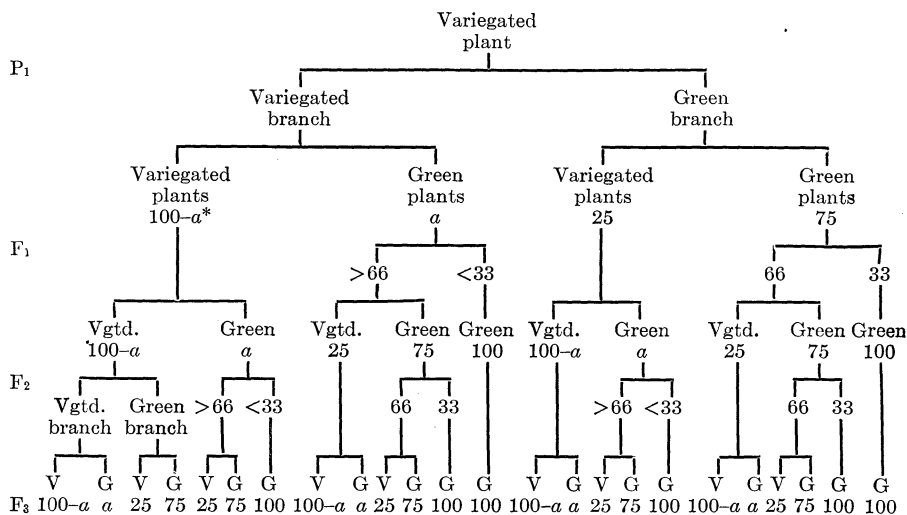 Variegated
plant
P₁
Variegated Green
branch branch
Variegated Green Variegated Green
plants plants plants plants
100–a* a 25 75
F₁
>66 <33 66 33
Vgtd. Green Vgtd. Green Green Vgtd. Green Vgtd. Green Green
100–a a 25 75 100 100–a a 25 75 100
F₂
Vgtd. Green >66 <33 66 33 >66 <33 66 33
branch branch
V G V G V G G V G V G G G V G V G G V G V G G G
F₃ 100–a a 25 75 25 75 100 100–a a 25 75 100 100 100–a a 25 75 100 100–a a 25 75 100 100